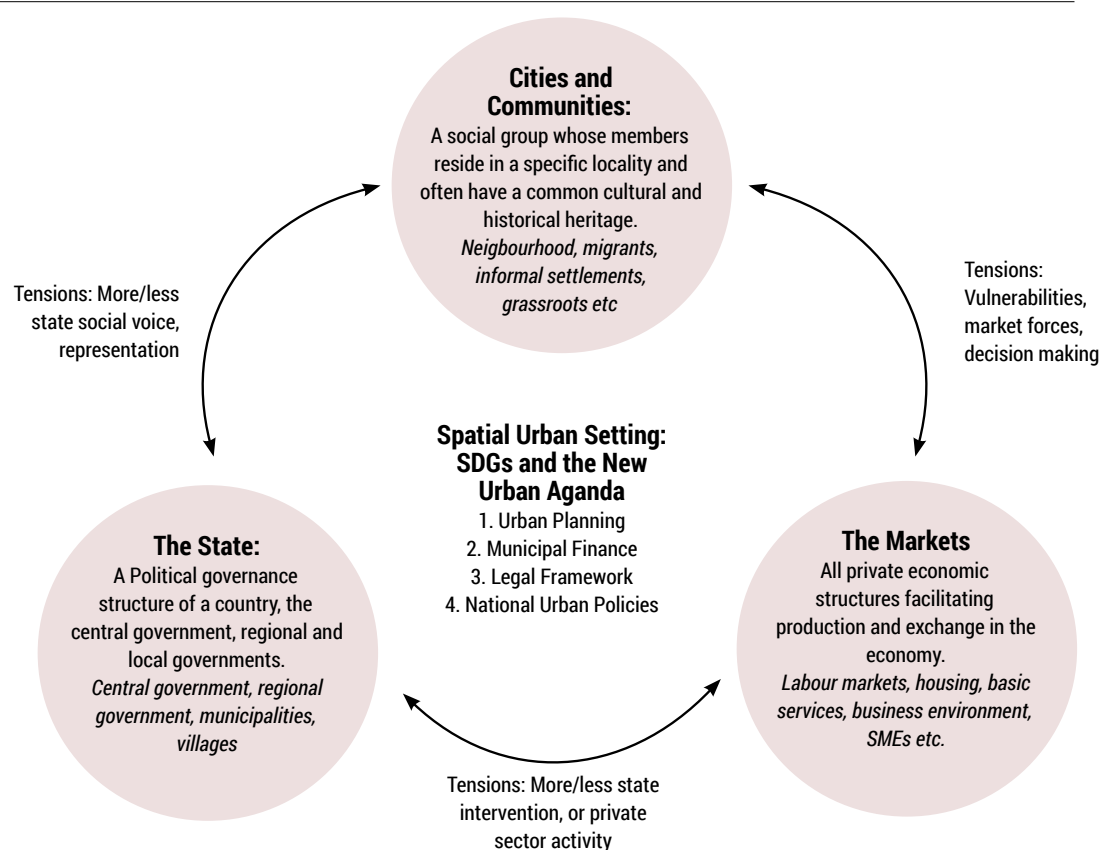 Cities and
Communities:
A social group whose members
reside in a specific locality and
often have a common cultural and
historical heritage.
Neigbourhood, migrants,
informal settlements,
grassroots etc
Tensions: More/less
state social voice,
representation
Tensions:
Vulnerabilities,
market forces,
decision making
Spatial Urban Setting:
SDGs and the New
Urban Aganda
1. Urban Planning
2. Municipal Finance
3. Legal Framework
4. National Urban Policies
The State:
A Political governance
structure of a country, the
central government, regional and
local governments.
Central government, regional
government, municipalities,
villages
The Markets
All private economic
structures facilitating
production and exchange in the
economy.
Labour markets, housing, basic
services, business environment,
SMEs etc.
Tensions: More/less state
intervention, or private
sector activity